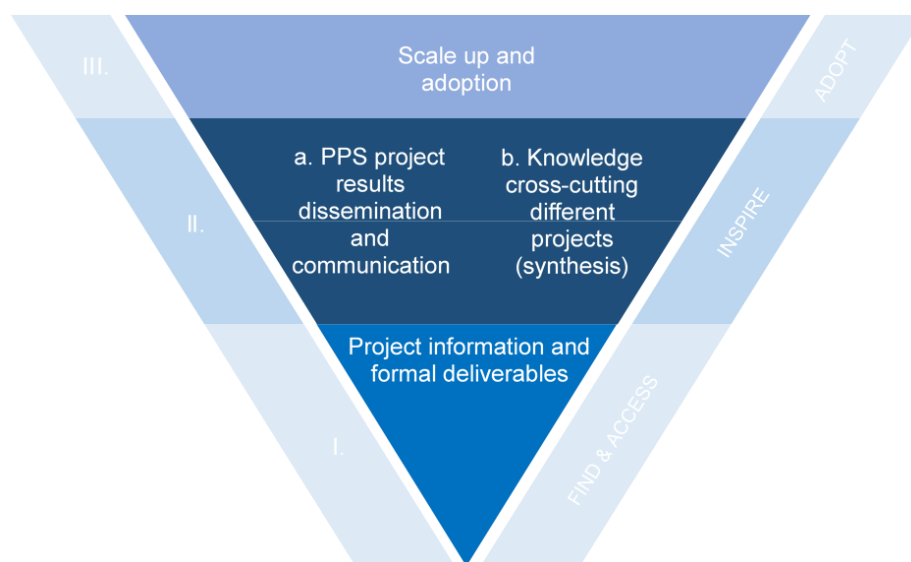 III.
Scale up and
adoption
ADOPT
II.
a. PPS project
results
dissemination
and
communication
b. Knowledge
cross-cutting
different
projects
(synthesis)
INSPIRE
I.
Project information and
formal deliverables
FIND & ACCESS